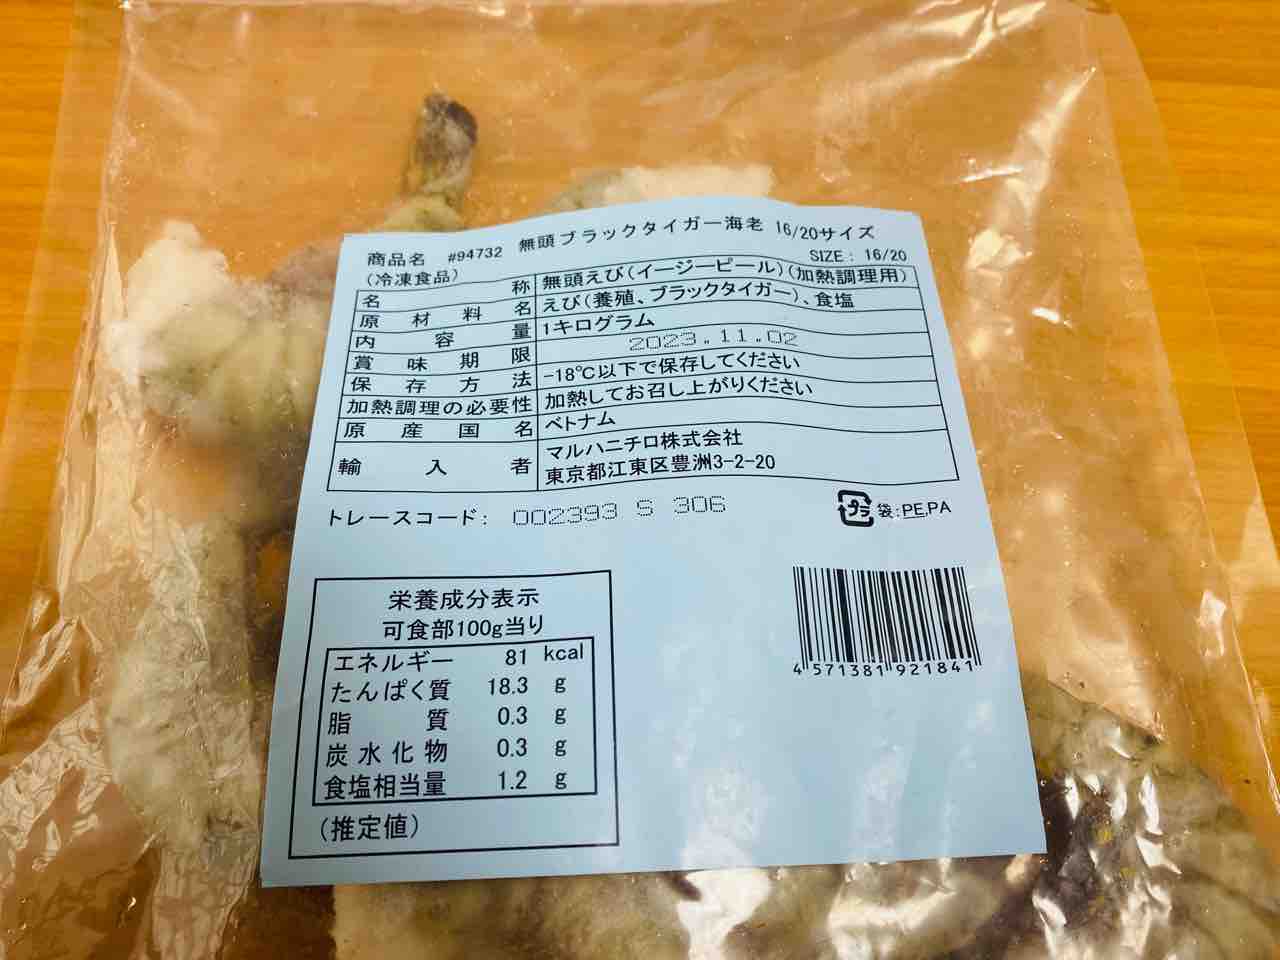 商品名 #94732 無頭ブラックタイガー海老 16/20サイズ
(冷凍食品) SIZE: 16/20
名称 無頭えび(イージーピール)(加熱調理用)
原材料名 えび(養殖、ブラックタイガー)、食塩
内容量 1キログラム
賞味期限 2023.11.02
保存方法 -18℃以下で保存してください
加熱調理の必要性 加熱してお召し上がりください
原産国名 ベトナム
輸入者 マルハニチロ株式会社
東京都江東区豊洲3-2-20
トレースコード: 002393 S 306
プラ 袋:PE,PA
栄養成分表示
可食部100g当り
エネルギー 81 kcal
たんぱく質 18.3 g
脂質 0.3 g
炭水化物 0.3 g
食塩相当量 1.2 g
(推定値)
4 571381 921841